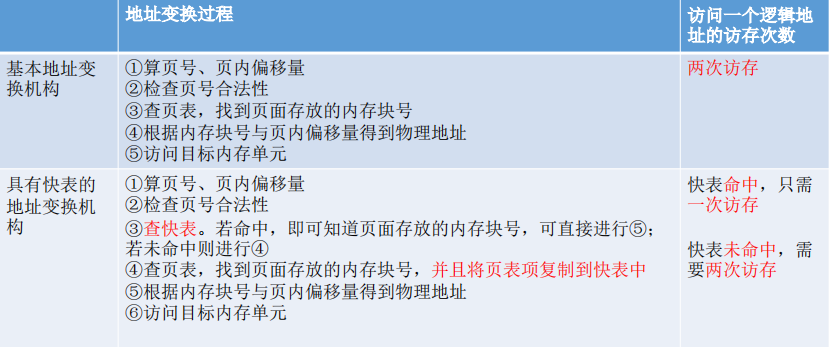 地址变换过程
访问一个逻辑地
址的访存次数
基本地址变
换机构
①算页号、页内偏移量
②检查页号合法性
③查页表，找到页面存放的内存块号
④根据内存块号与页内偏移量得到物理地址
⑤访问目标内存单元
两次访存
具有快表的
地址变换机
构
①算页号、页内偏移量
②检查页号合法性
③查快表。若命中，即可知道页面存放的内存块号，可直接进行⑤；
若未命中则进行④
④查页表，找到页面存放的内存块号，并且将页表项复制到快表中
⑤根据内存块号与页内偏移量得到物理地址
⑥访问目标内存单元
快表命中，只需
一次访存
快表未命中，需
要两次访存